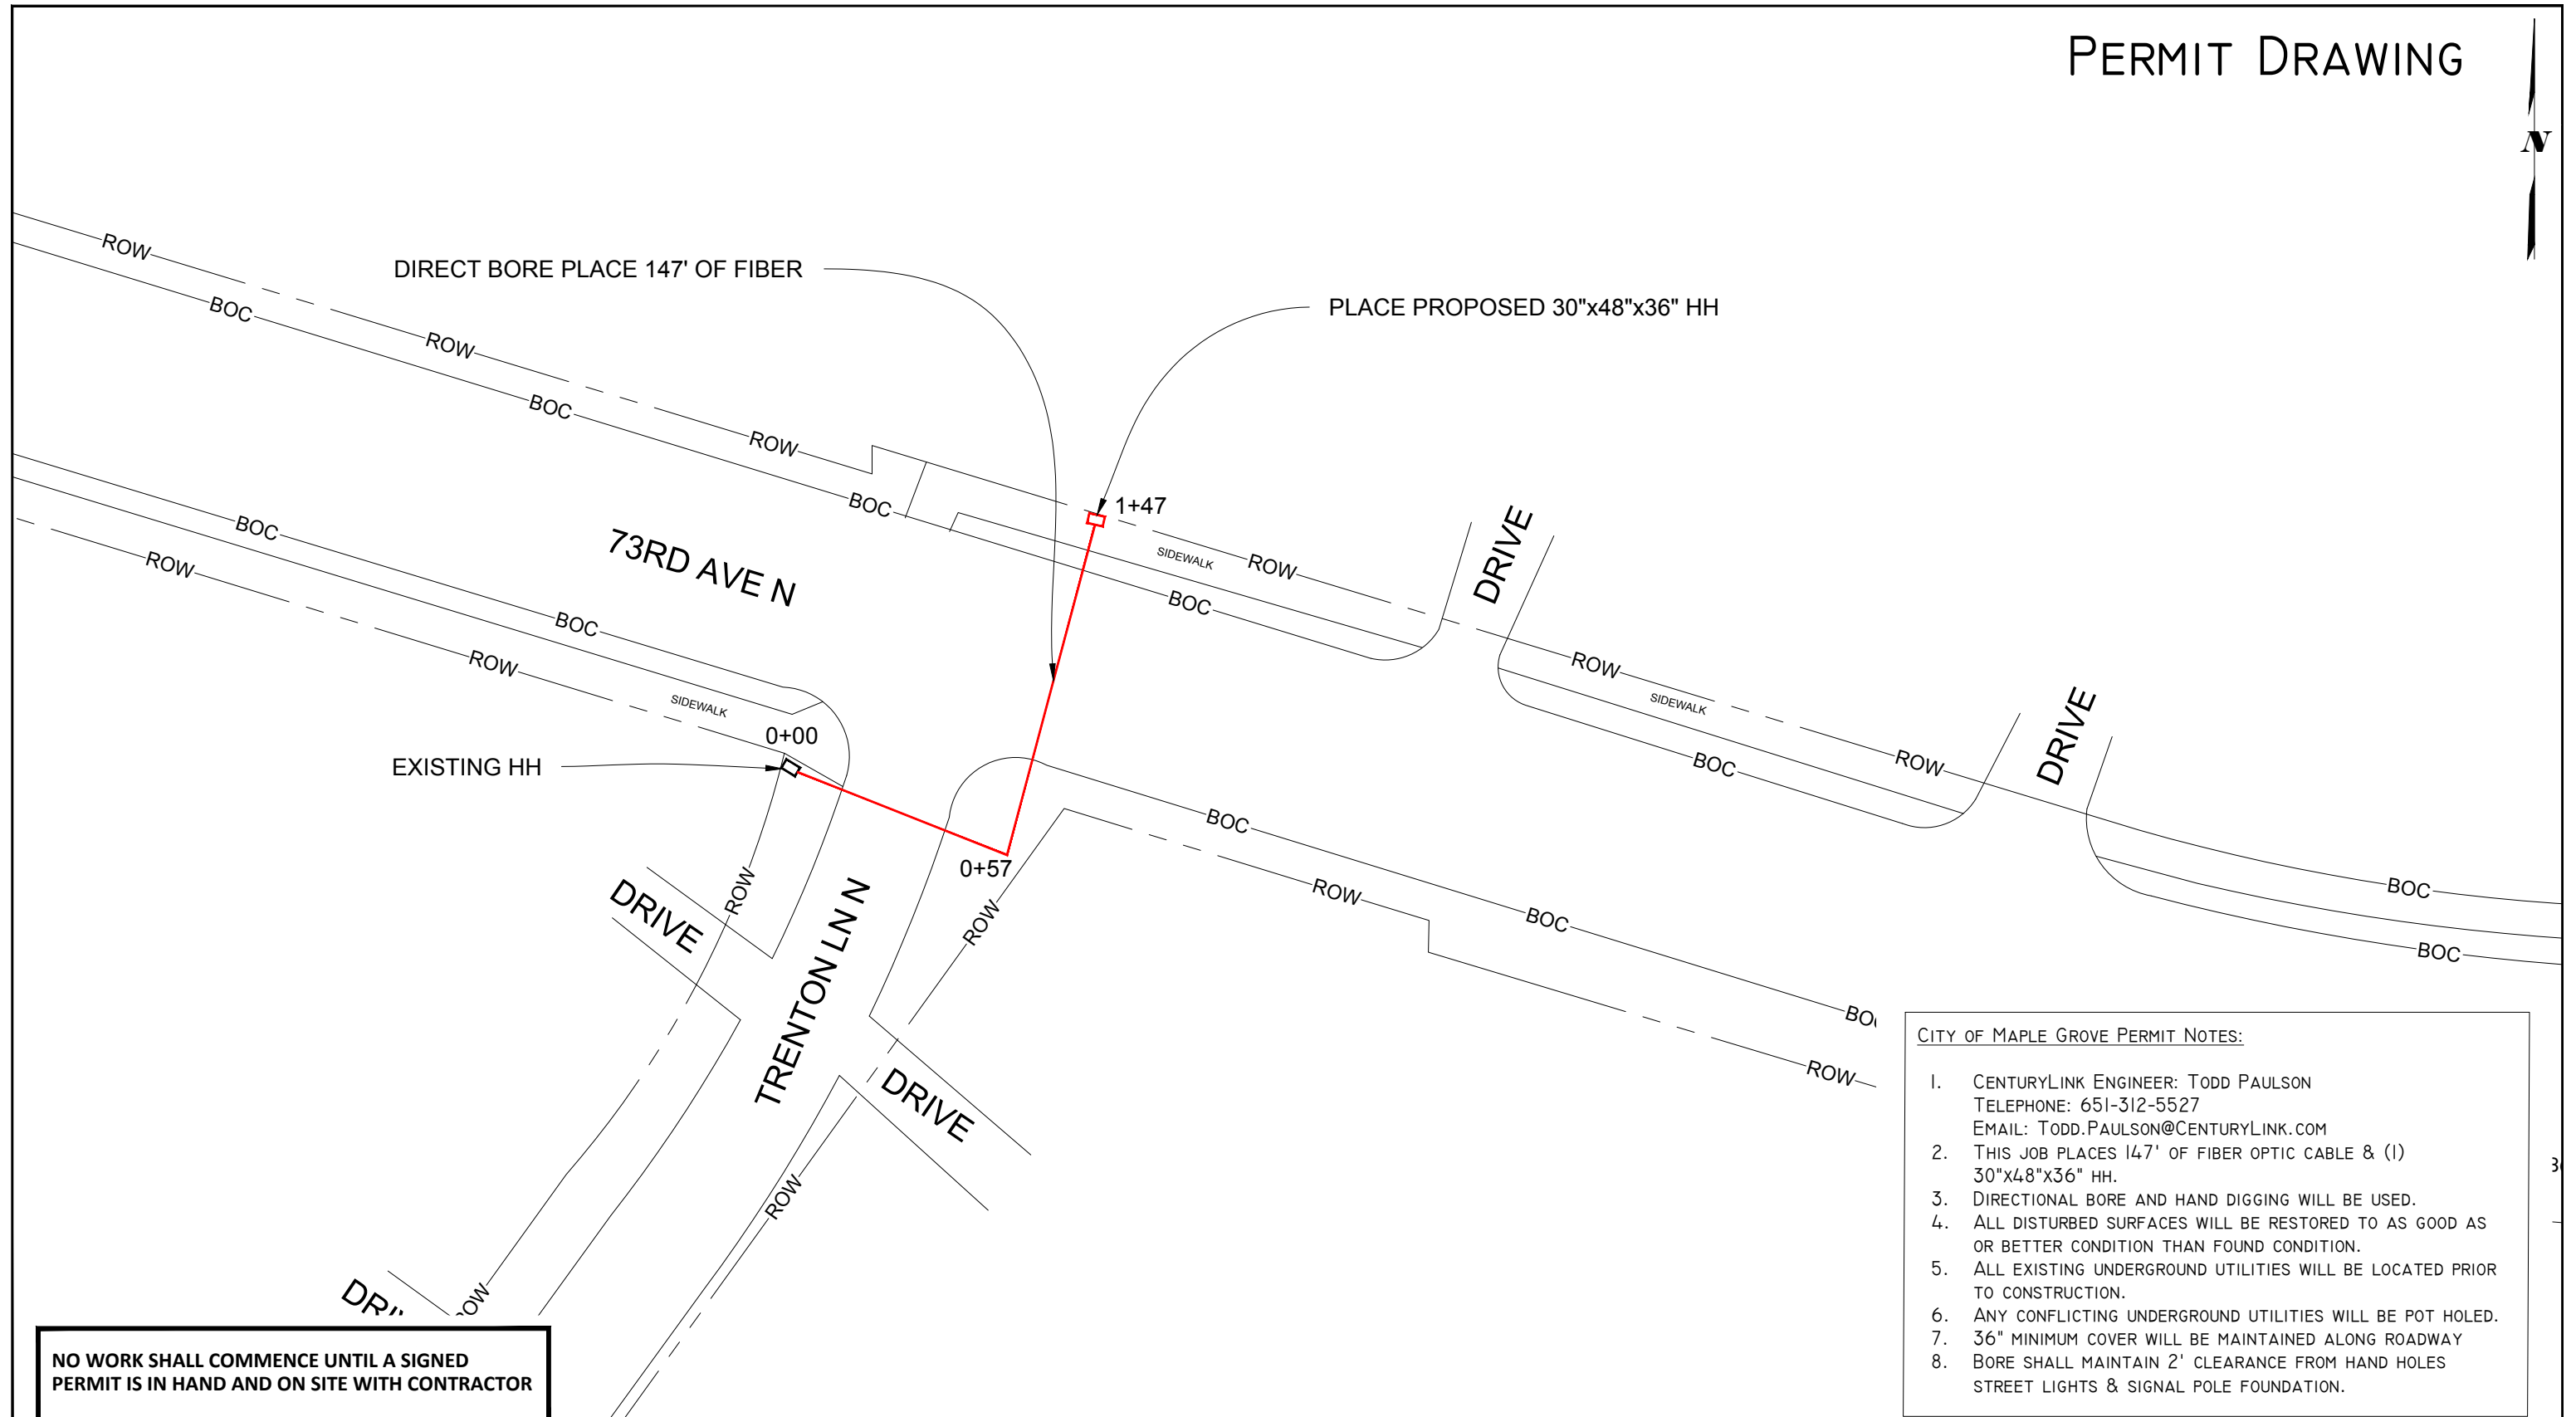 PERMIT DRAWING
N
ROW
BOC
DIRECT BORE PLACE 147' OF FIBER
PLACE PROPOSED 30"x48"x36" HH
ROW
BOC
ROW
BOC
1+47
SIDEWALK
ROW
BOC
DRIVE
73RD AVE N
BOC
ROW
BOC
ROW
SIDEWALK
0+00
EXISTING HH
ROW
SIDEWALK
BOC
ROW
DRIVE
0+57
BOC
ROW
BOC
ROW
BOC
BOC
DRIVE
ROW
ROW
TRENTON LN N
DRIVE
ROW
ROW
NO WORK SHALL COMMENCE UNTIL A SIGNED
PERMIT IS IN HAND AND ON SITE WITH CONTRACTOR
CITY OF MAPLE GROVE PERMIT NOTES:
1. CENTURYLINK ENGINEER: TODD PAULSON
TELEPHONE: 651-312-5527
EMAIL: TODD.PAULSON@CENTURYLINK.COM
2. THIS JOB PLACES 147' OF FIBER OPTIC CABLE & (1)
30"x48"x36" HH.
3. DIRECTIONAL BORE AND HAND DIGGING WILL BE USED.
4. ALL DISTURBED SURFACES WILL BE RESTORED TO AS GOOD AS
OR BETTER CONDITION THAN FOUND CONDITION.
5. ALL EXISTING UNDERGROUND UTILITIES WILL BE LOCATED PRIOR
TO CONSTRUCTION.
6. ANY CONFLICTING UNDERGROUND UTILITIES WILL BE POT HOLED.
7. 36" MINIMUM COVER WILL BE MAINTAINED ALONG ROADWAY
8. BORE SHALL MAINTAIN 2' CLEARANCE FROM HAND HOLES
STREET LIGHTS & SIGNAL POLE FOUNDATION.